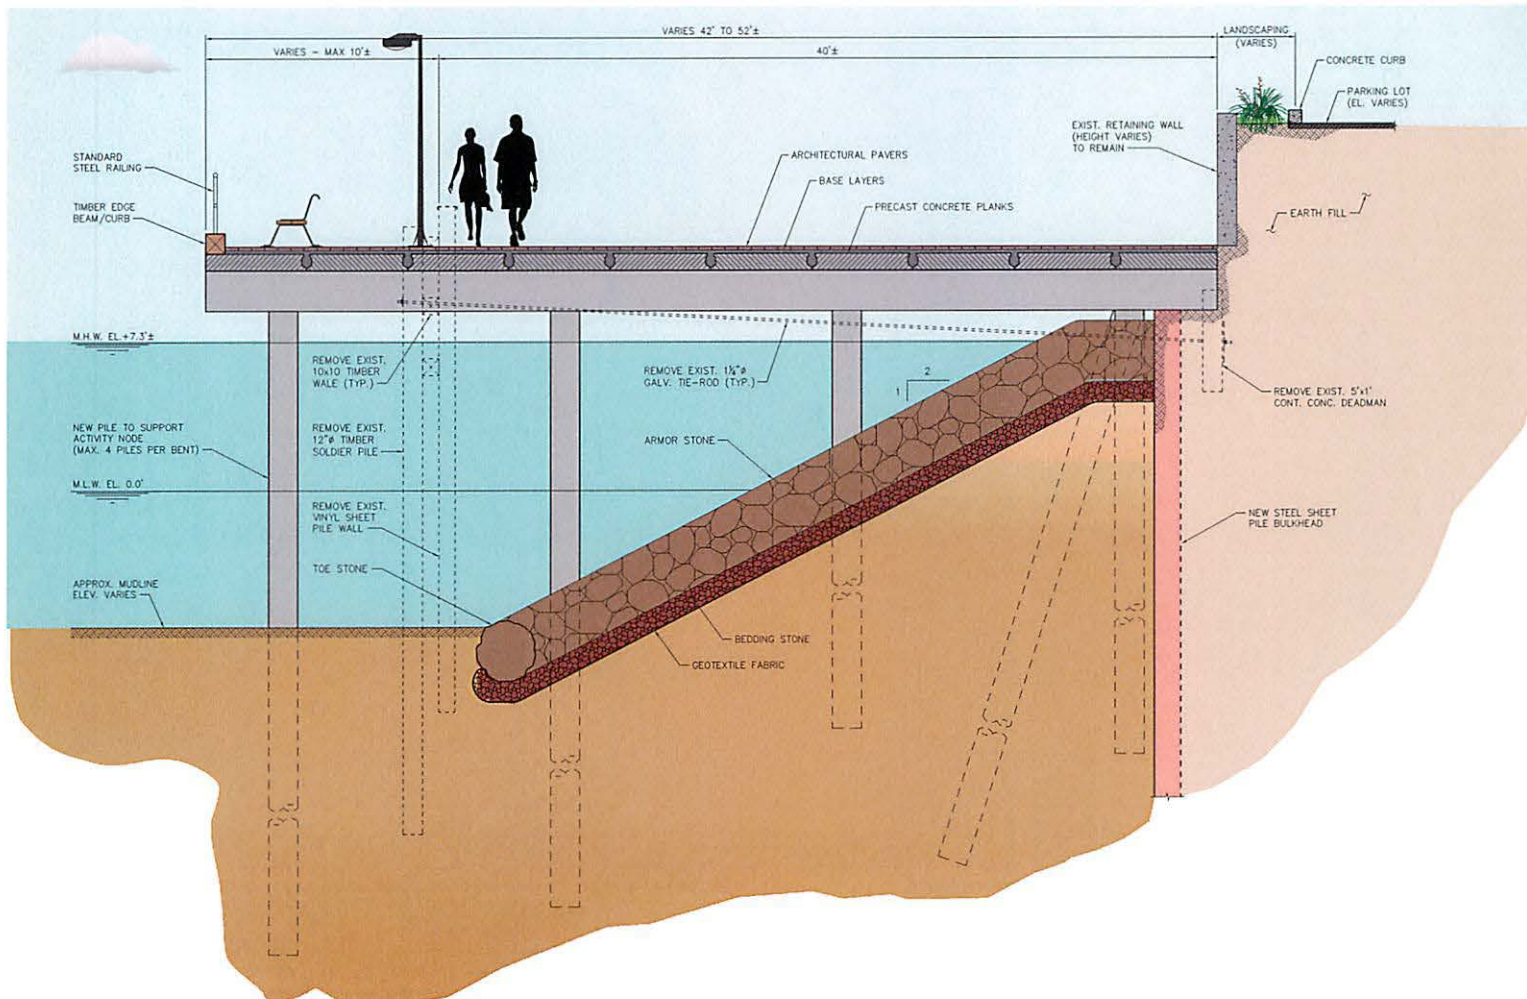 VARIES 42' TO 52'±
LANDSCAPING
(VARIES)
VARIES - MAX 10'±
40'±
CONCRETE CURB
PARKING LOT
(EL. VARIES)
EXIST. RETAINING WALL
(HEIGHT VARIES)
TO REMAIN
STANDARD
STEEL RAILING
ARCHITECTURAL PAVERS
BASE LAYERS
TIMBER EDGE
BEAM/CURB
PRECAST CONCRETE PLANKS
EARTH FILL
M.H.W. EL.+7.3'±
REMOVE EXIST.
10x10 TIMBER
WALE (TYP.)
REMOVE EXIST. 1¼"ø
GALV. TIE-ROD (TYP.)
2
1
REMOVE EXIST. 5'x1'
CONT. CONC. DEADMAN
NEW PILE TO SUPPORT
ACTIVITY NODE
(MAX. 4 PILES PER BENT)
REMOVE EXIST.
12"ø TIMBER
SOLDIER PILE
ARMOR STONE
M.L.W. EL. 0.0'
REMOVE EXIST.
VINYL SHEET
PILE WALL
NEW STEEL SHEET
PILE BULKHEAD
TOE STONE
APPROX. MUDLINE
ELEV. VARIES
BEDDING STONE
GEOTEXTILE FABRIC